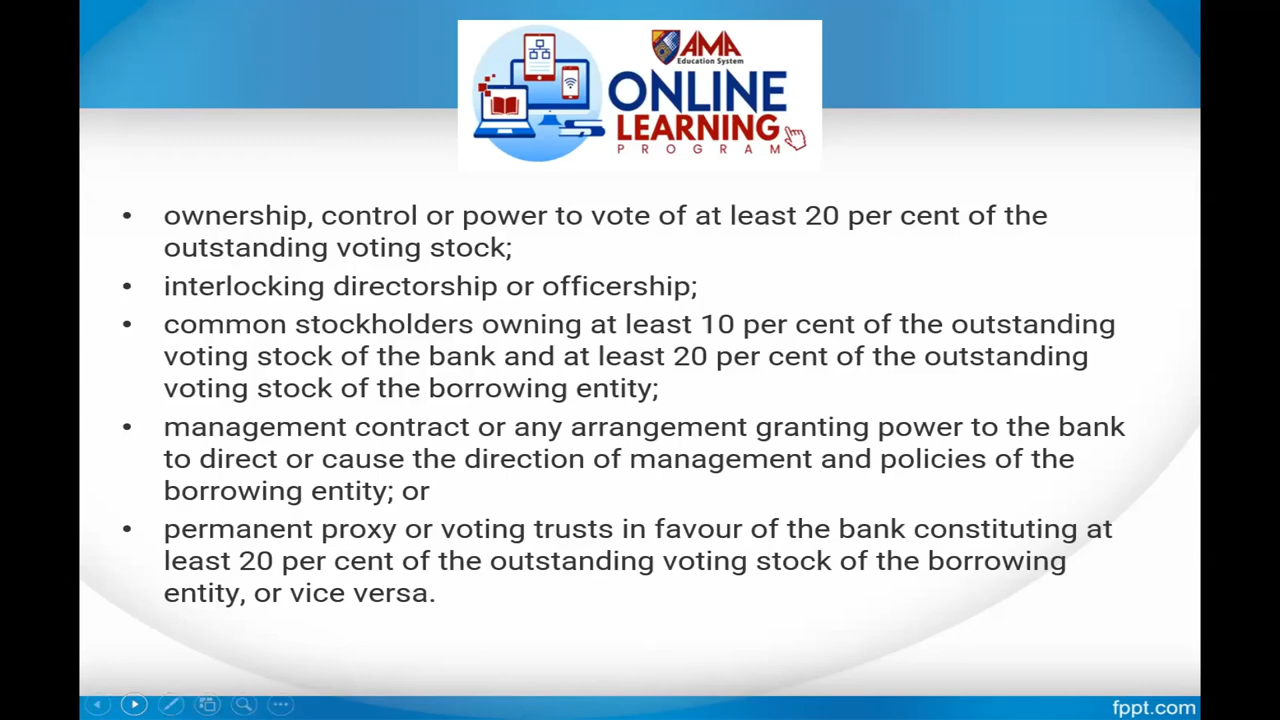 AMA
Education System
ONLINE
LEARNING
PROGRAM
• ownership, control or power to vote of at least 20 per cent of the
outstanding voting stock;
• interlocking directorship or officership;
• common stockholders owning at least 10 per cent of the outstanding
voting stock of the bank and at least 20 per cent of the outstanding
voting stock of the borrowing entity;
• management contract or any arrangement granting power to the bank
to direct or cause the direction of management and policies of the
borrowing entity; or
• permanent proxy or voting trusts in favour of the bank constituting at
least 20 per cent of the outstanding voting stock of the borrowing
entity, or vice versa.
fppt.com